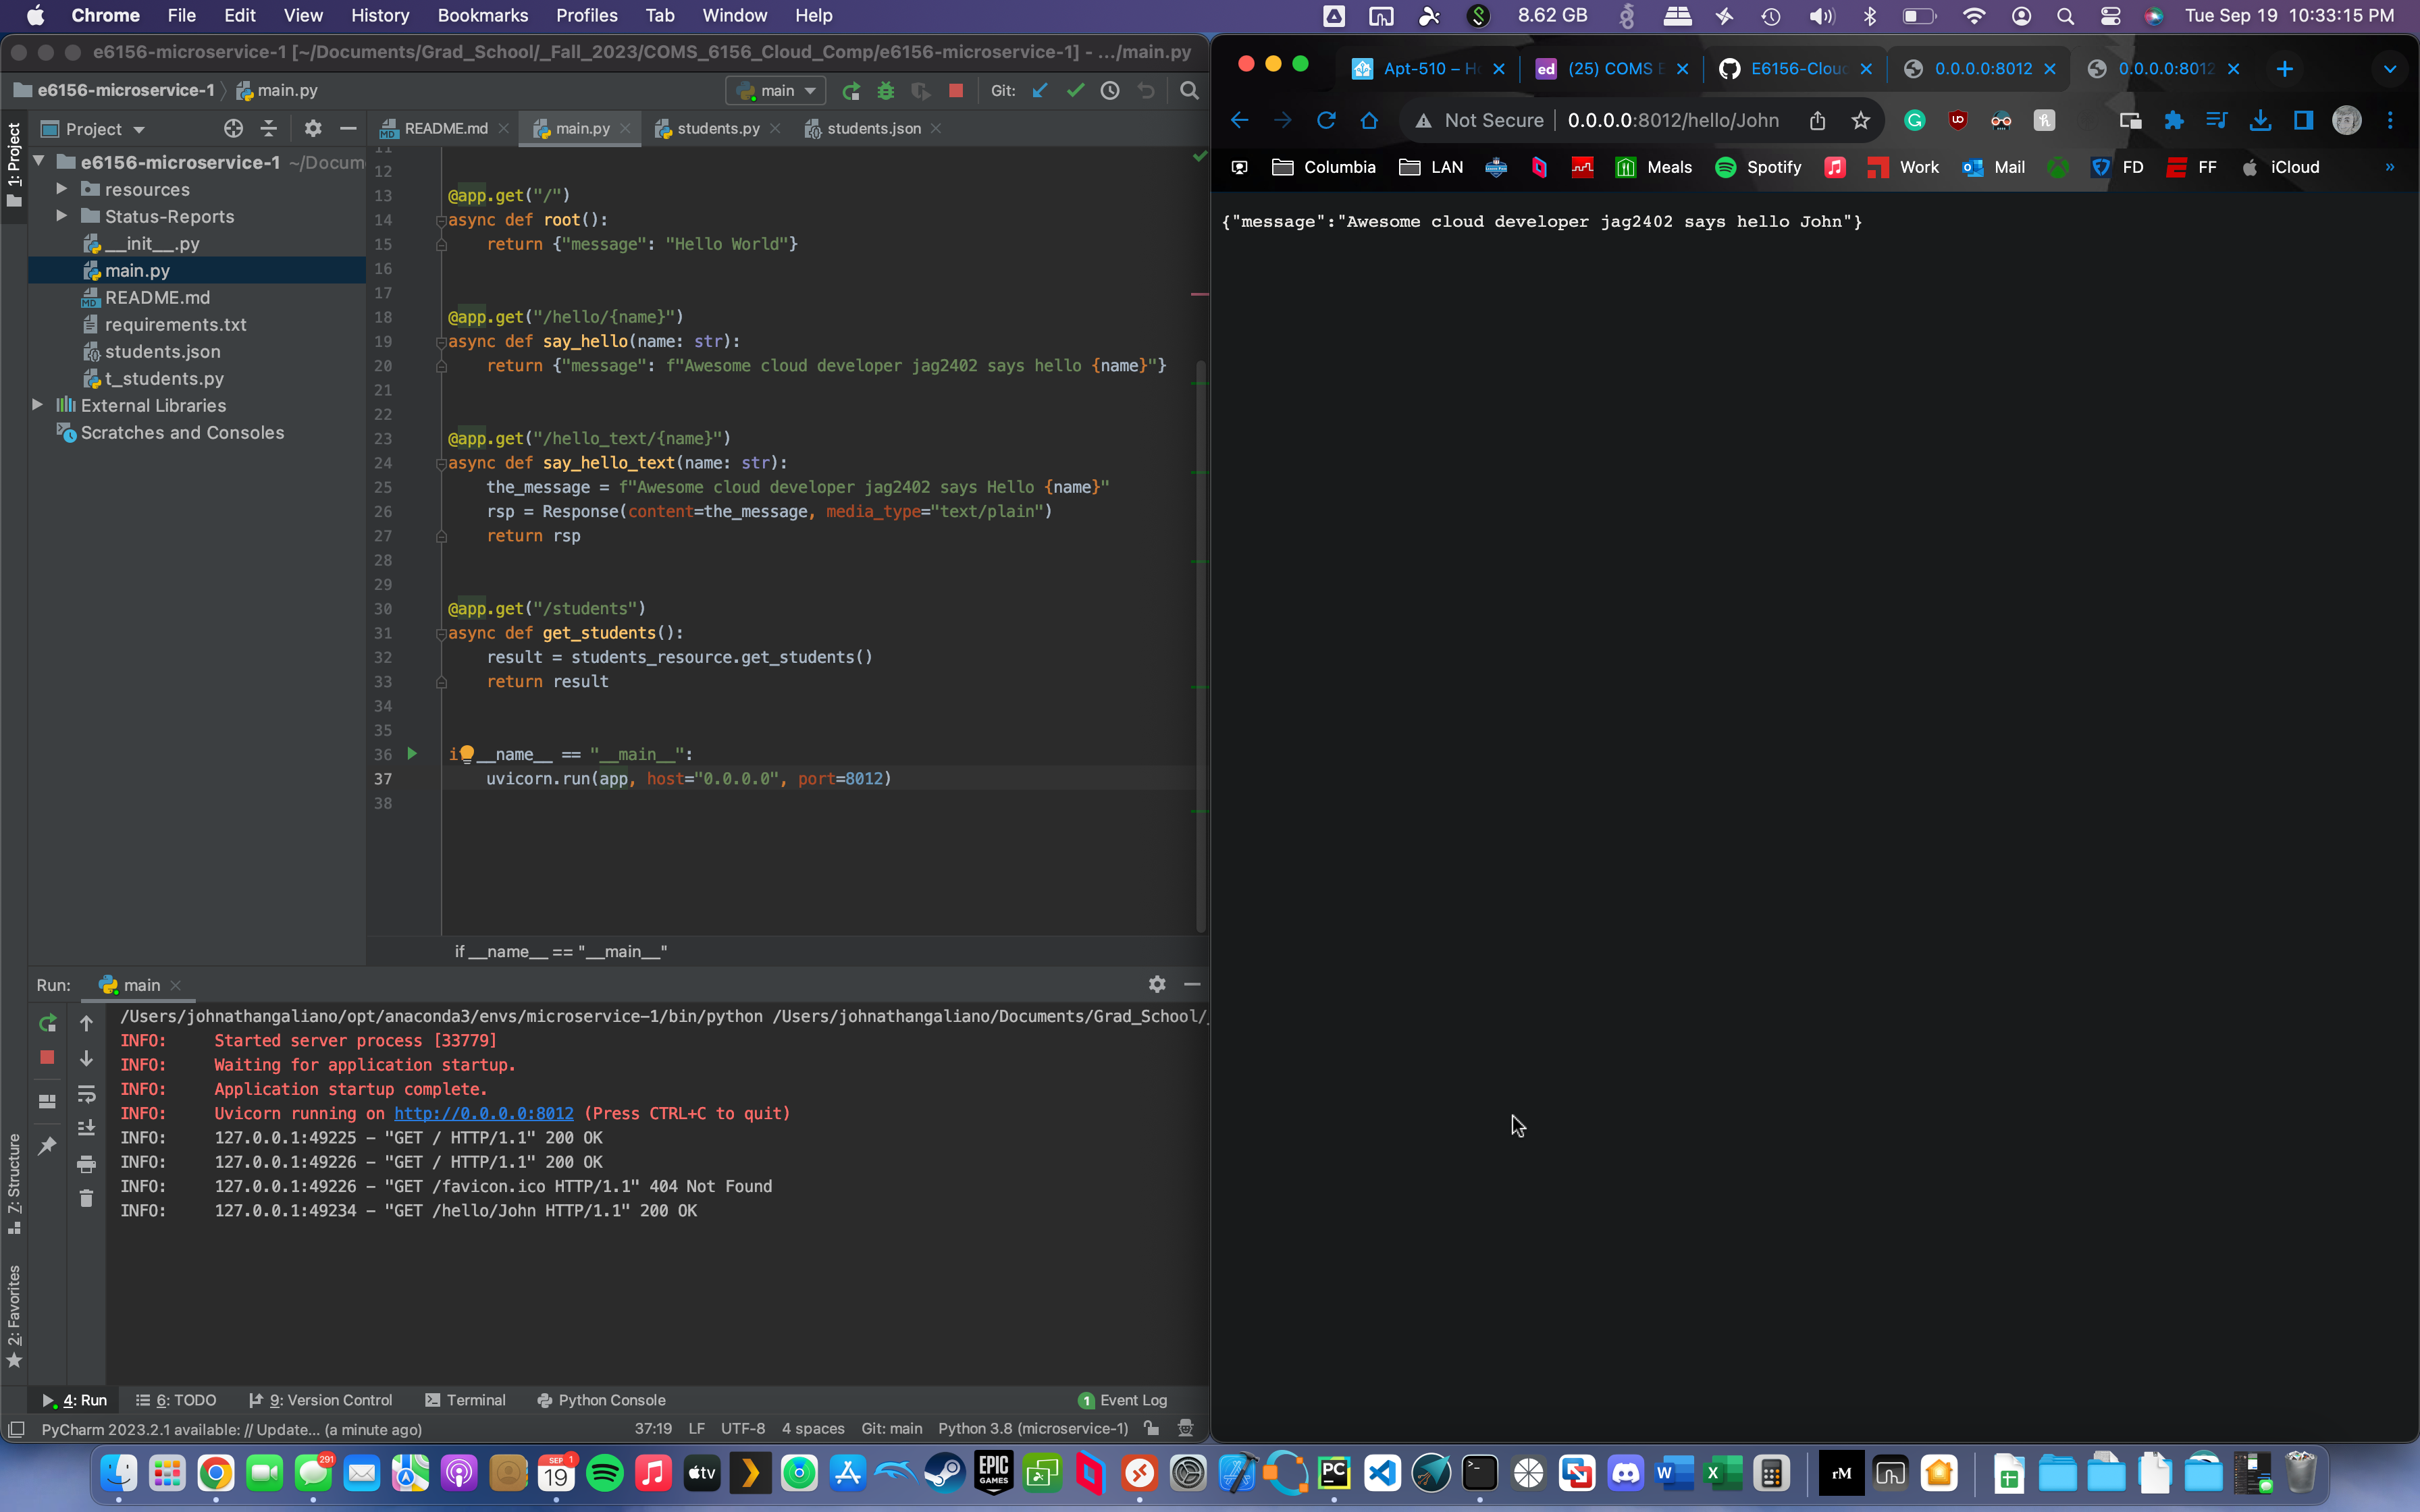 Chrome File Edit View History Bookmarks Profiles Tab Window Help 8.62 GB Tue Sep 19 10:33:15 PM
e6156-microservice-1 [~/Documents/Grad_School/_Fall_2023/COMS_6156_Cloud_Comp/e6156-microservice-1] - .../main.py
e6156-microservice-1 main.py main Git:
1: Project
Project
README.md main.py students.py students.json
e6156-microservice-1 ~/Docum
resources
Status-Reports
__init__.py
main.py
README.md
requirements.txt
students.json
t_students.py
External Libraries
Scratches and Consoles
11
12
13 @app.get("/")
14 async def root():
15 return {"message": "Hello World"}
16
17
18 @app.get("/hello/{name}")
19 async def say_hello(name: str):
20 return {"message": f"Awesome cloud developer jag2402 says hello {name}"}
21
22
23 @app.get("/hello_text/{name}")
24 async def say_hello_text(name: str):
25 the_message = f"Awesome cloud developer jag2402 says Hello {name}"
26 rsp = Response(content=the_message, media_type="text/plain")
27 return rsp
28
29
30 @app.get("/students")
31 async def get_students():
32 result = students_resource.get_students()
33 return result
34
35
36 i __name__ == "__main__":
37 uvicorn.run(app, host="0.0.0.0", port=8012)
38
if __name__ == "__main__"
Run: main
/Users/johnathangaliano/opt/anaconda3/envs/microservice-1/bin/python /Users/johnathangaliano/Documents/Grad_School/
INFO: Started server process [33779]
INFO: Waiting for application startup.
INFO: Application startup complete.
INFO: Uvicorn running on http://0.0.0.0:8012 (Press CTRL+C to quit)
INFO: 127.0.0.1:49225 - "GET / HTTP/1.1" 200 OK
INFO: 127.0.0.1:49226 - "GET / HTTP/1.1" 200 OK
INFO: 127.0.0.1:49226 - "GET /favicon.ico HTTP/1.1" 404 Not Found
INFO: 127.0.0.1:49234 - "GET /hello/John HTTP/1.1" 200 OK
7: Structure
2: Favorites
4: Run 6: TODO 9: Version Control Terminal Python Console 1 Event Log
PyCharm 2023.2.1 available: // Update... (a minute ago) 37:19 LF UTF-8 4 spaces Git: main Python 3.8 (microservice-1)
Apt-510 – H ed (25) COMS E E6156-Clou 0.0.0.0:8012 0.0.0.0:8012
Not Secure 0.0.0.0:8012/hello/John
Columbia LAN Meals Spotify Work Mail FD FF iCloud »
{"message":"Awesome cloud developer jag2402 says hello John"}
291 SEP 1 19 tv EPIC GAMES PC W X rM